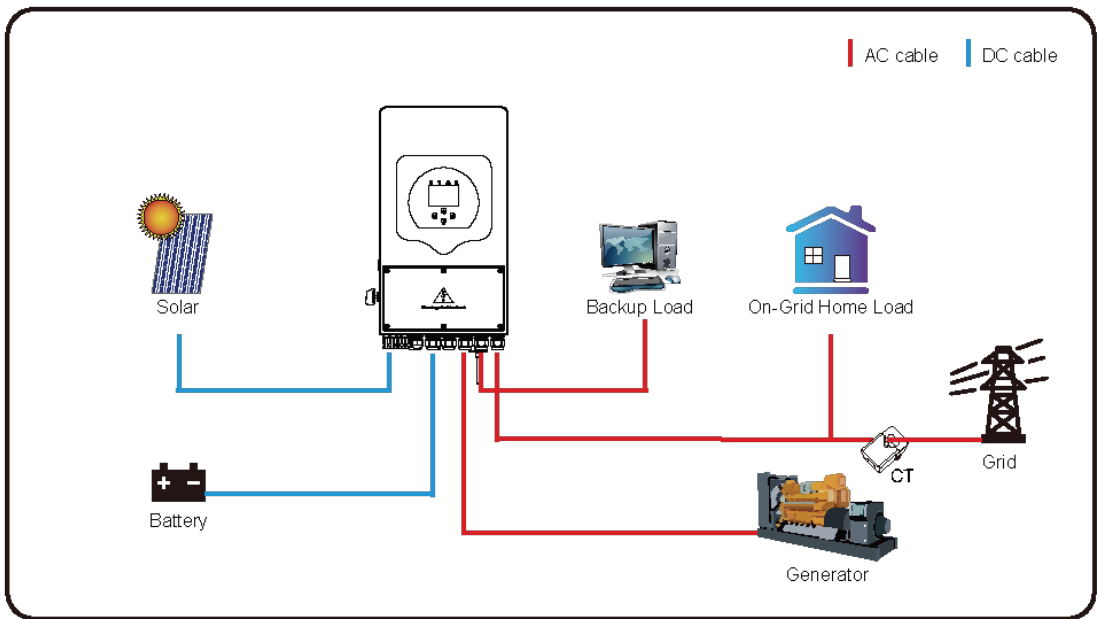 AC cable
DC cable
Solar
Backup Load
On-Grid Home Load
Grid
CT
Battery
+ −
Generator